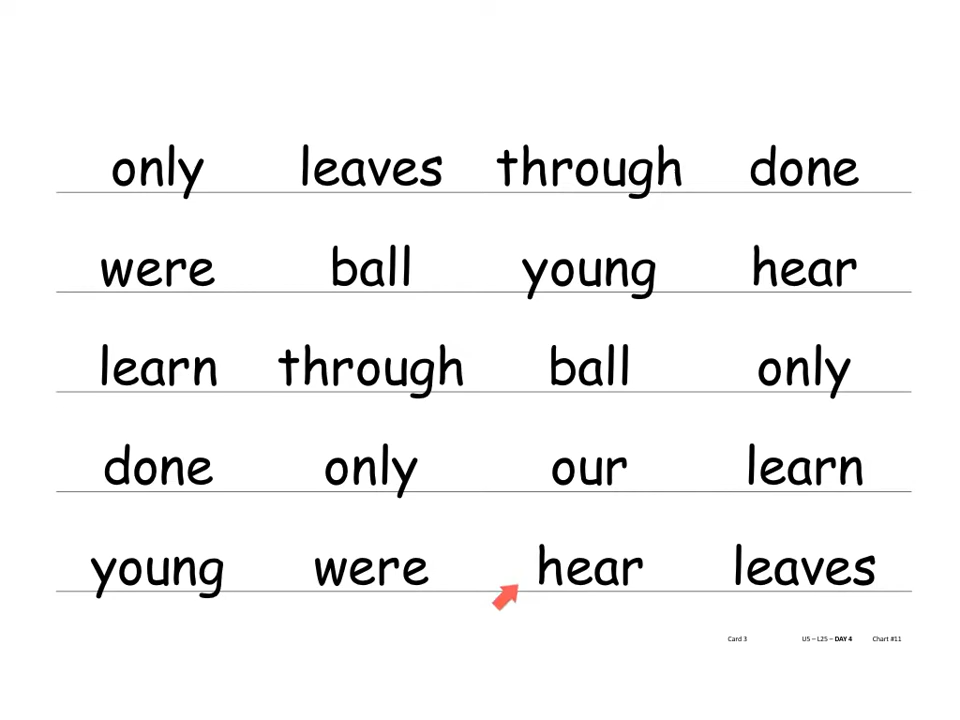 only leaves through done
were ball young hear
learn through ball only
done only our learn
young were hear leaves
Card 3 U5 – L25 – DAY 4 Chart #11